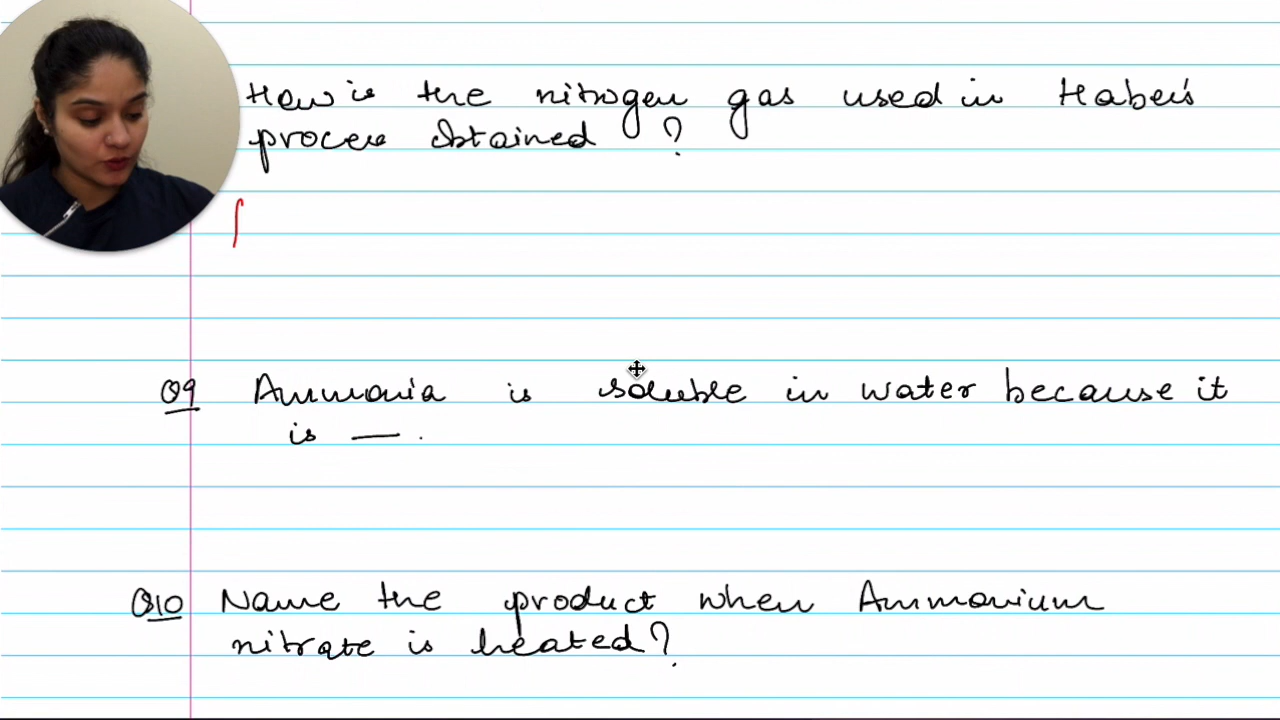 How is the nitrogen gas used in Haber's
process obtained ?
Q9 Ammonia is soluble in water because it
is — .
Q10 Name the product when Ammonium
nitrate is heated?